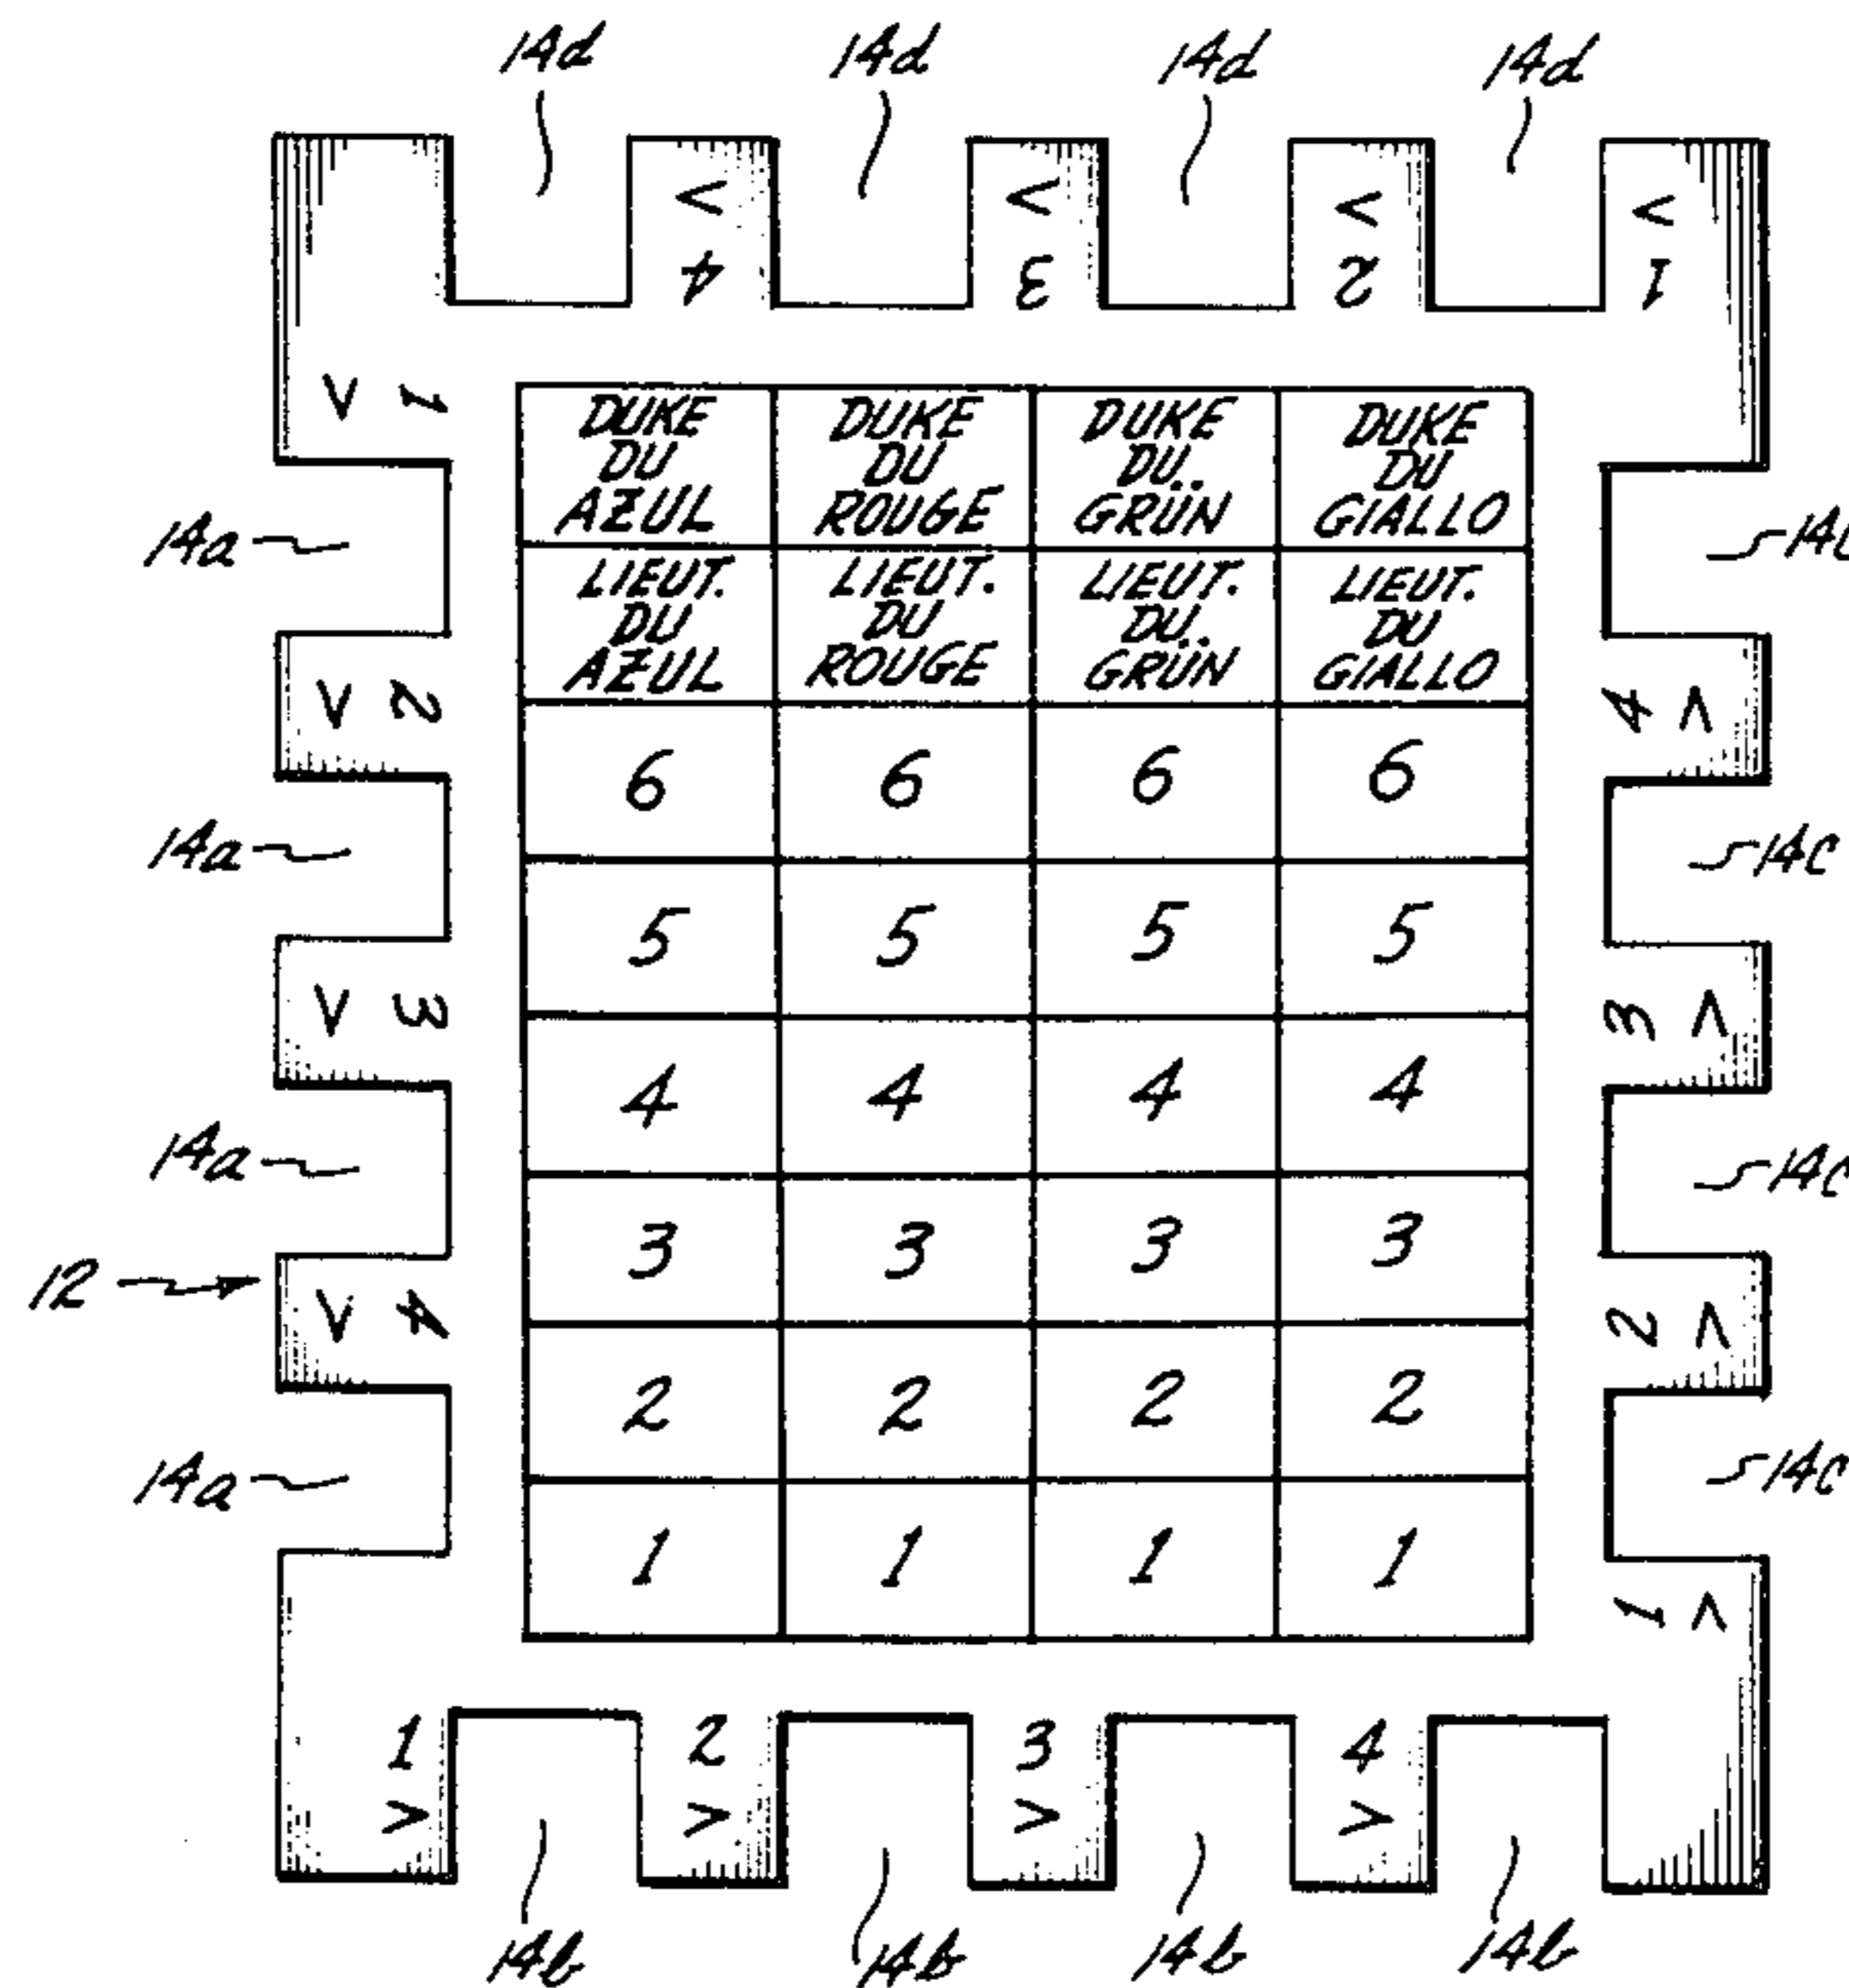 14d 14d 14d 14d
> > > >
4 3 2 1
> 1
DUKE DU AZUL
DUKE DU ROUGE
DUKE DU GRÜN
DUKE DU GIALLO
14a
LIEUT. DU AZUL
LIEUT. DU ROUGE
LIEUT. DU GRÜN
LIEUT. DU GIALLO
> 2
4 >
6 6 6 6
14a 14c
5 5 5 5
> 3
3 >
4 4 4 4
14a 14c
3 3 3 3
12
> 4
2 >
2 2 2 2
14a 14c
1 1 1 1
1 >
1 2 3 4
> > > >
14b 14b 14b 14b